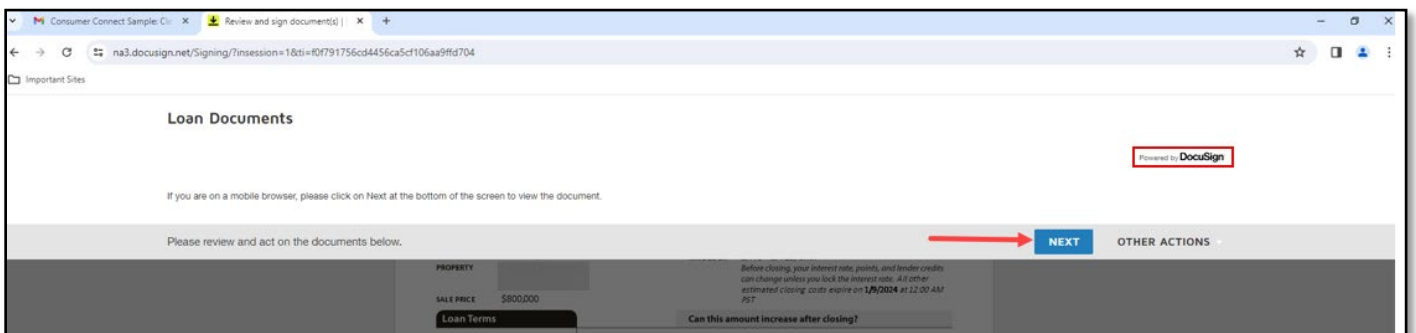 Consumer Connect Sample: Clo
Review and sign document(s) |
na3.docusign.net/Signing/?insession=1&ti=f0f791756cd4456ca5cf106aa9ffd704
Important Sites
Loan Documents
Powered by DocuSign
If you are on a mobile browser, please click on Next at the bottom of the screen to view the document.
Please review and act on the documents below.
NEXT
OTHER ACTIONS
PROPERTY
Before closing, your interest rate, points, and lender credits
can change unless you lock the interest rate. All other
estimated closing costs expire on 1/9/2024 at 12:00 AM
PST
SALE PRICE $800,000
Loan Terms
Can this amount increase after closing?